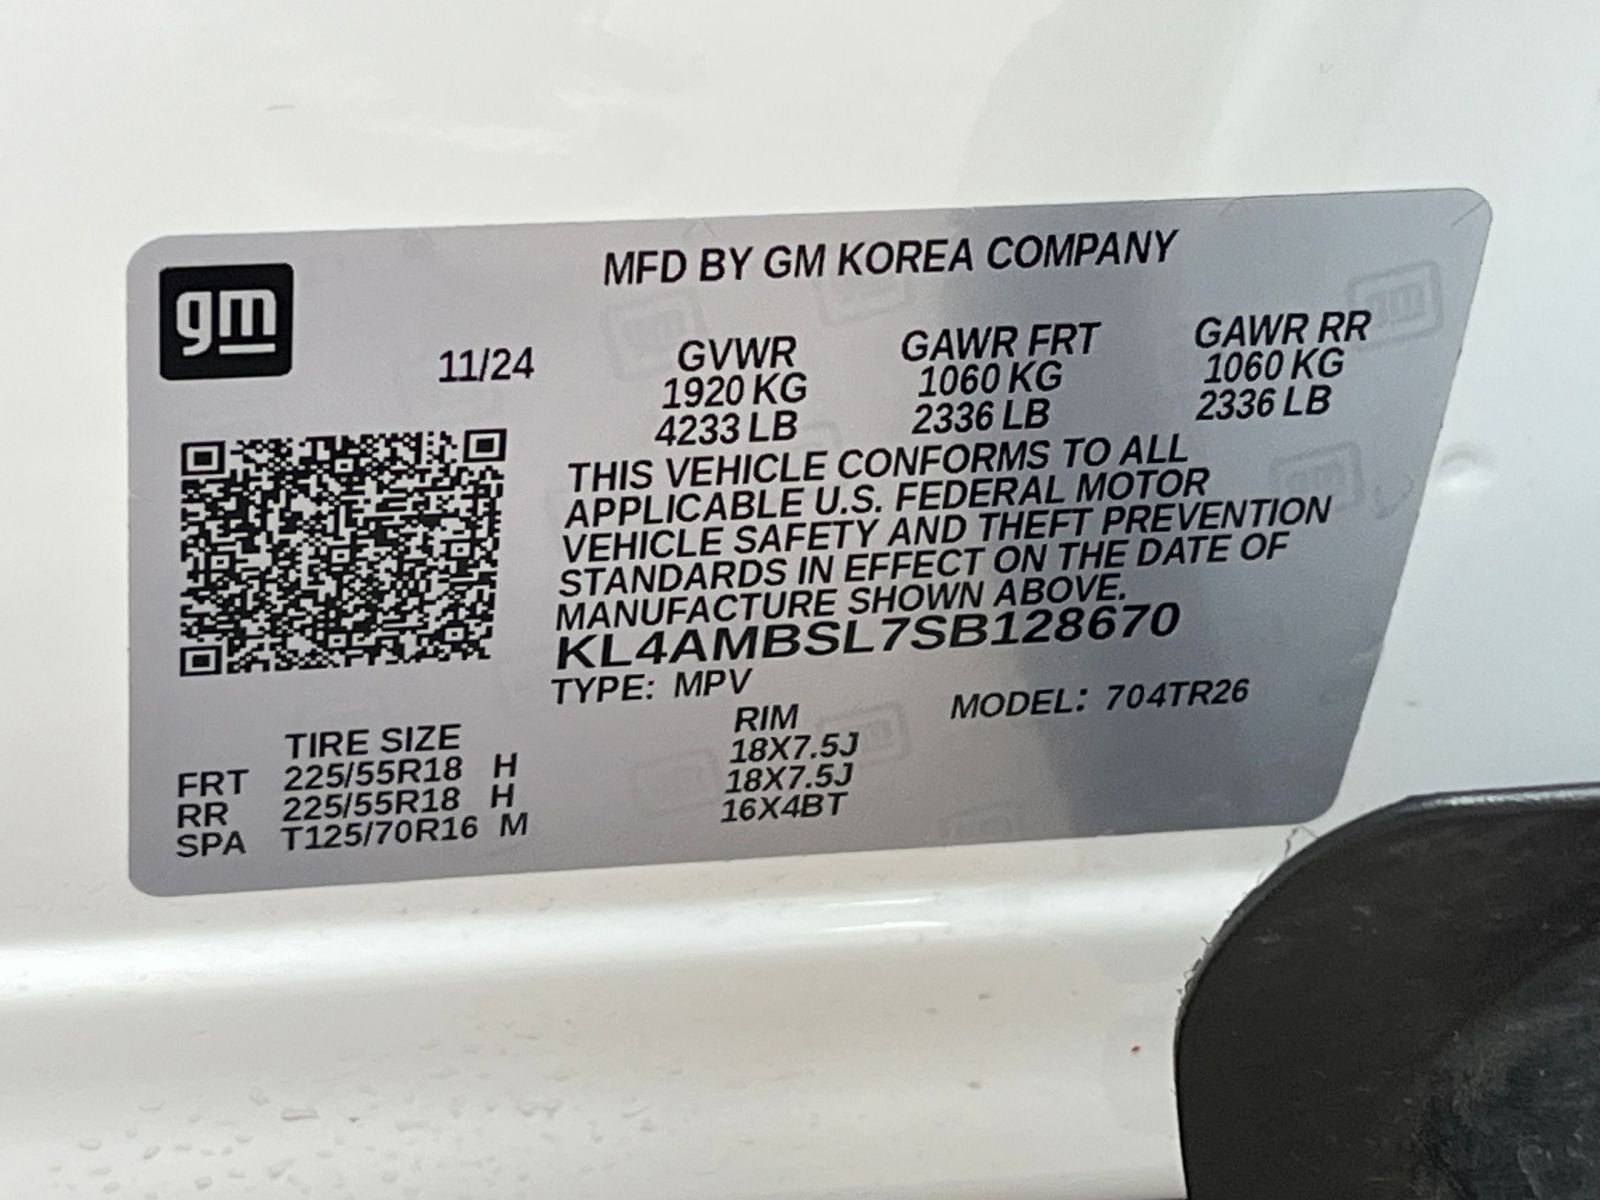 gm
MFD BY GM KOREA COMPANY
11/24
GVWR GAWR FRT GAWR RR
1920 KG 1060 KG 1060 KG
4233 LB 2336 LB 2336 LB
THIS VEHICLE CONFORMS TO ALL
APPLICABLE U.S. FEDERAL MOTOR
VEHICLE SAFETY AND THEFT PREVENTION
STANDARDS IN EFFECT ON THE DATE OF
MANUFACTURE SHOWN ABOVE.
KL4AMBSL7SB128670
TYPE: MPV MODEL: 704TR26
TIRE SIZE RIM
FRT 225/55R18 H 18X7.5J
RR 225/55R18 H 18X7.5J
SPA T125/70R16 M 16X4BT